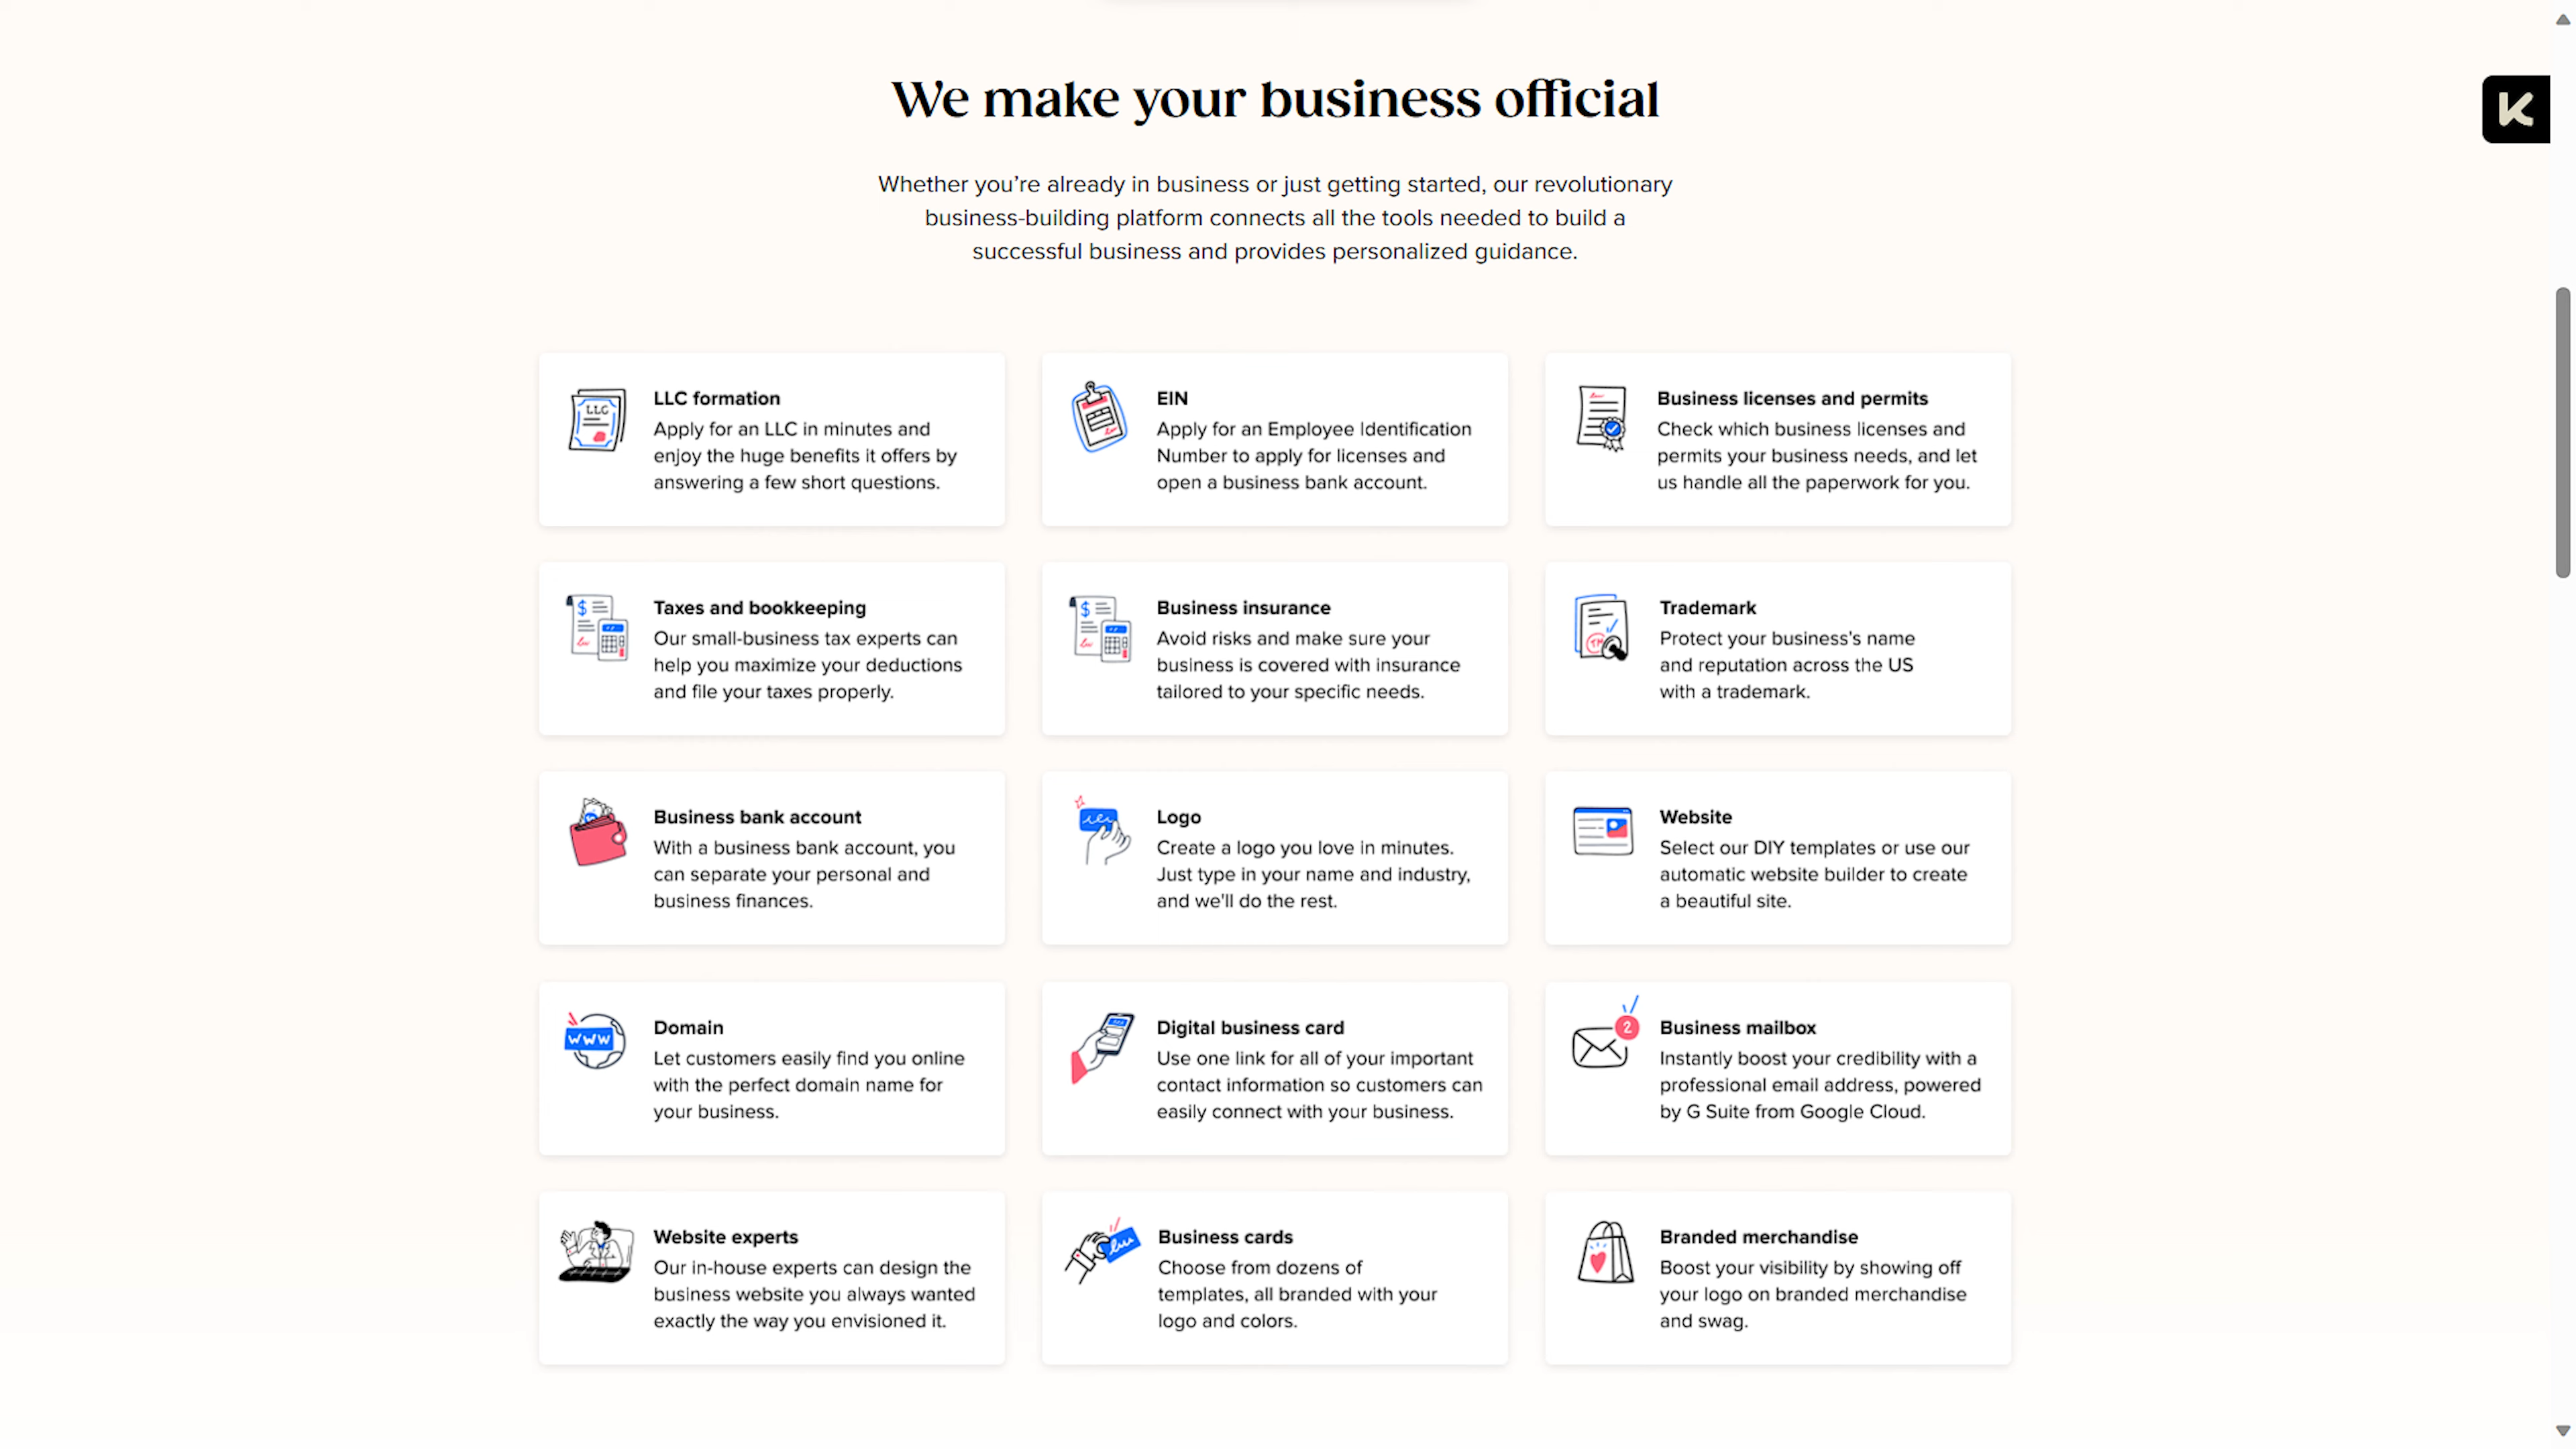 We make your business official
Whether you’re already in business or just getting started, our revolutionary
business-building platform connects all the tools needed to build a
successful business and provides personalized guidance.
K
LLC
LLC formation
Apply for an LLC in minutes and
enjoy the huge benefits it offers by
answering a few short questions.
EIN
Apply for an Employee Identification
Number to apply for licenses and
open a business bank account.
Business licenses and permits
Check which business licenses and
permits your business needs, and let
us handle all the paperwork for you.
$
Taxes and bookkeeping
Our small-business tax experts can
help you maximize your deductions
and file your taxes properly.
$
Business insurance
Avoid risks and make sure your
business is covered with insurance
tailored to your specific needs.
TM
Trademark
Protect your business's name
and reputation across the US
with a trademark.
Business bank account
With a business bank account, you
can separate your personal and
business finances.
Logo
Create a logo you love in minutes.
Just type in your name and industry,
and we'll do the rest.
Website
Select our DIY templates or use our
automatic website builder to create
a beautiful site.
www
Domain
Let customers easily find you online
with the perfect domain name for
your business.
Digital business card
Use one link for all of your important
contact information so customers can
easily connect with your business.
2
Business mailbox
Instantly boost your credibility with a
professional email address, powered
by G Suite from Google Cloud.
Website experts
Our in-house experts can design the
business website you always wanted
exactly the way you envisioned it.
Business cards
Choose from dozens of
templates, all branded with your
logo and colors.
Branded merchandise
Boost your visibility by showing off
your logo on branded merchandise
and swag.